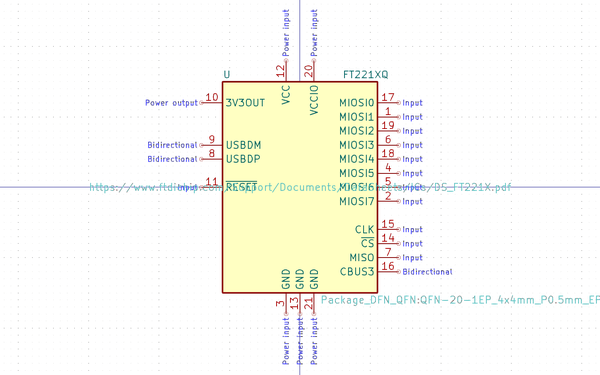 Power input
Power input
12
20
U
FT221XQ
VCC
VCCIO
Power output
10
3V3OUT
MIOSI0
17
Input
MIOSI1
1
Input
MIOSI2
19
Input
Bidirectional
9
USBDM
MIOSI3
6
Input
Bidirectional
8
USBDP
MIOSI4
18
Input
MIOSI5
4
Input
Input
11
RESET
5
Input
MIOSI7
2
Input
CLK
15
Input
CS
14
Input
MISO
7
Input
CBUS3
16
Bidirectional
GND
GND
GND
3
13
21
Package_DFN_QFN:QFN-20-1EP_4x4mm_P0.5mm_EP
Power input
Power input
Power input